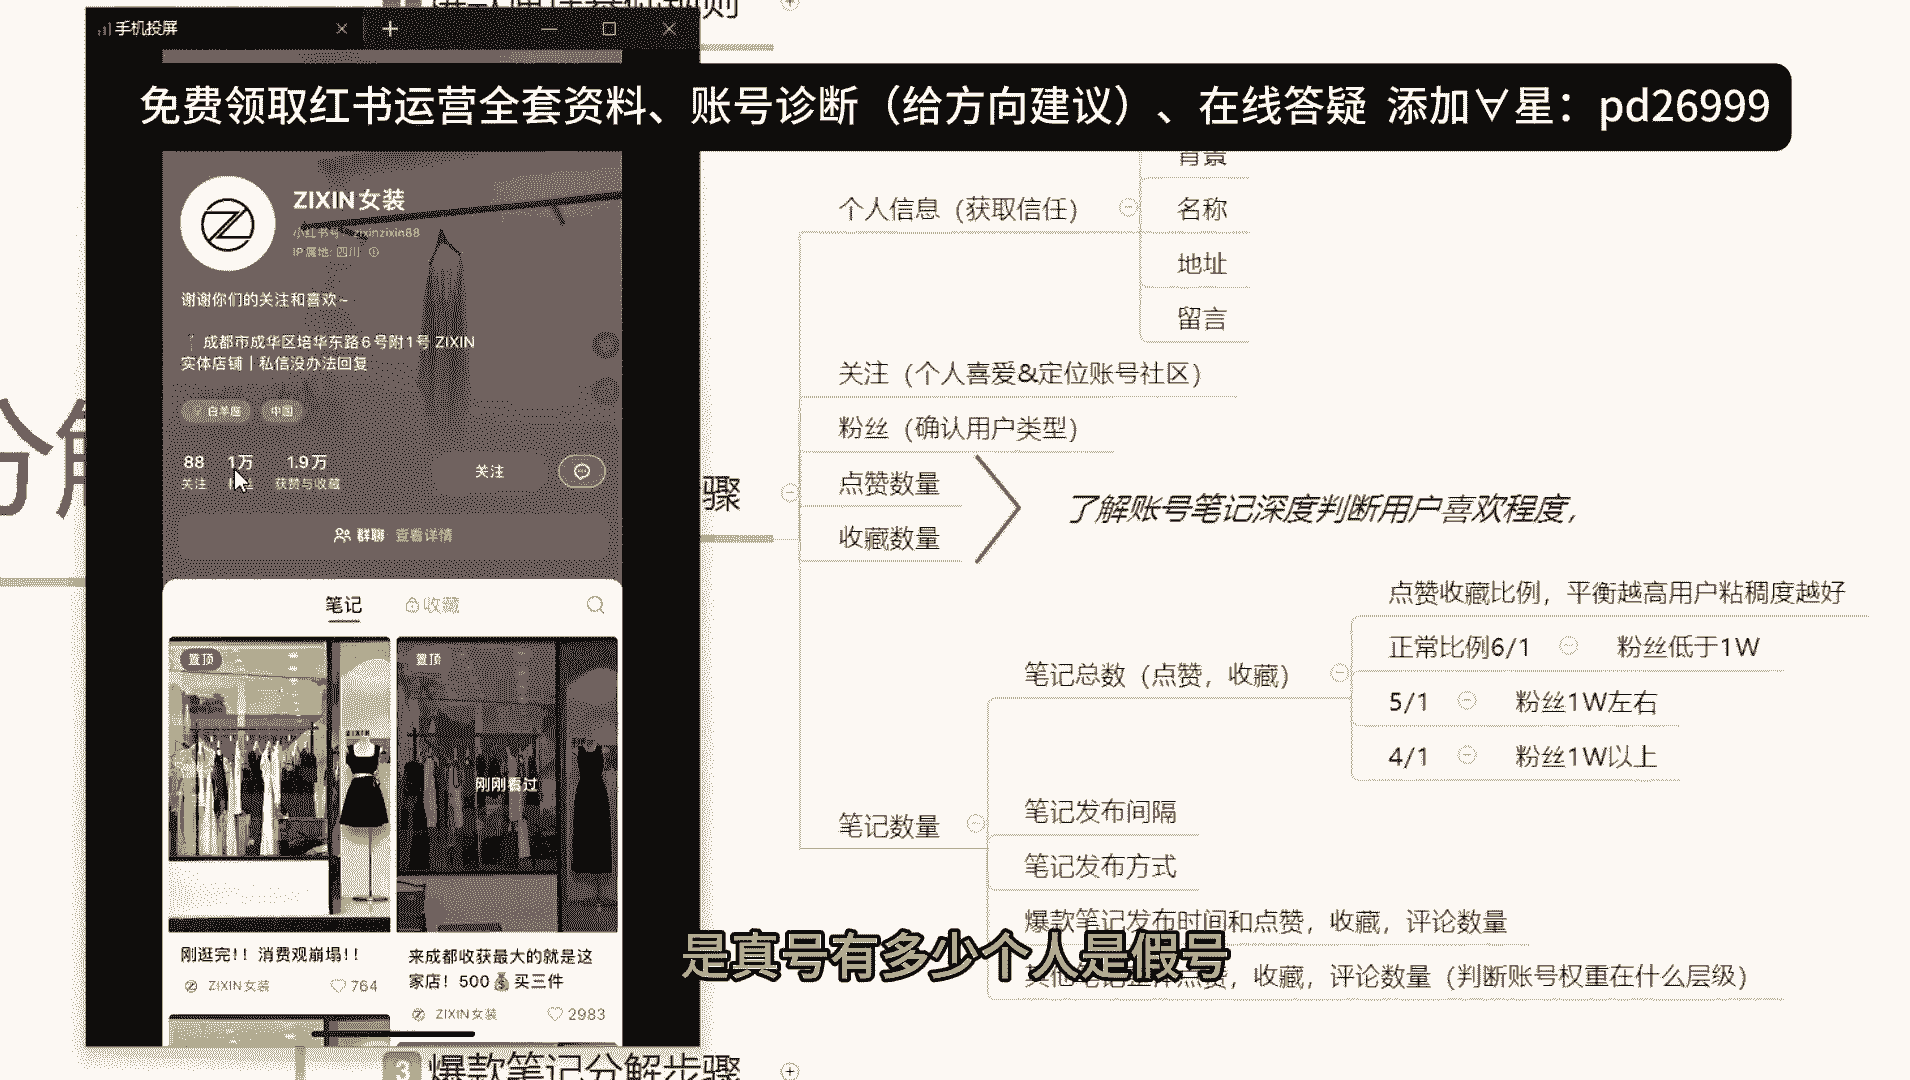 手机投屏
免费领取红书运营全套资料、账号诊断（给方向建议）、在线答疑 添加∀星：pd26999
ZIXIN女装
小红书号：zixinzixin88
IP属地：四川
谢谢你们的关注和喜欢~
成都市成华区培华东路6号附1号 ZIXIN
实体店铺｜私信没办法回复
白羊座 中国
88 1万 1.9万
关注 获赞与收藏
关注
群聊 查看详情
笔记 收藏
置顶
置顶
刚刚看过
ZIXIN
刚逛完!! 消费观崩塌!!
ZIXIN女装 764
来成都收获最大的就是这
家店！500💰买三件
ZIXIN女装 2983
骤
个人信息（获取信任）
背景
名称
地址
留言
关注（个人喜爱&定位账号社区）
粉丝（确认用户类型）
点赞数量
收藏数量
了解账号笔记深度判断用户喜欢程度，
笔记数量
笔记总数（点赞，收藏）
点赞收藏比例，平衡越高用户粘稠度越好
正常比例6/1 粉丝低于1W
5/1 粉丝1W左右
4/1 粉丝1W以上
笔记发布间隔
笔记发布方式
爆款笔记发布时间和点赞，收藏，评论数量
点赞，收藏，评论数量（判断账号权重在什么层级）
是真号有多少个人是假号
3 爆款笔记分解步骤